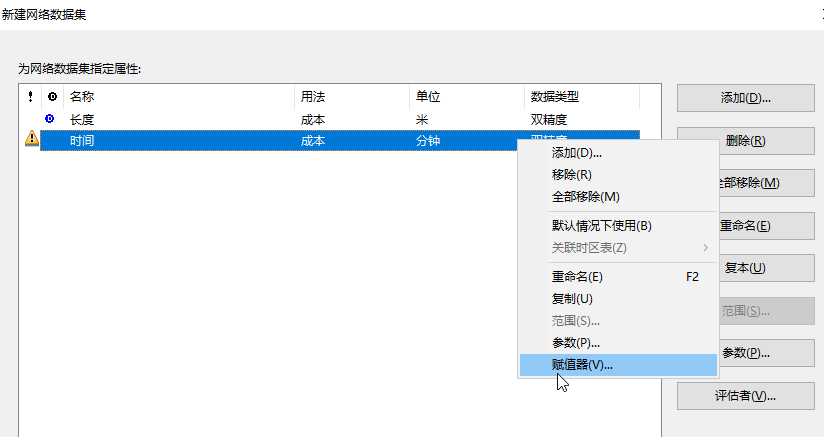 新建网络数据集
为网络数据集指定属性:
! 名称 用法 单位 数据类型
长度 成本 米 双精度
时间 成本 分钟 双精度
添加(D)...
移除(R)
全部移除(M)
默认情况下使用(B)
关联时区表(Z)
重命名(E) F2
复制(U)
范围(S)...
参数(P)...
赋值器(V)...
添加(D)...
删除(R)
全部移除(M)
重命名(E)
复本(U)
范围(S)...
参数(P)...
评估者(V)...